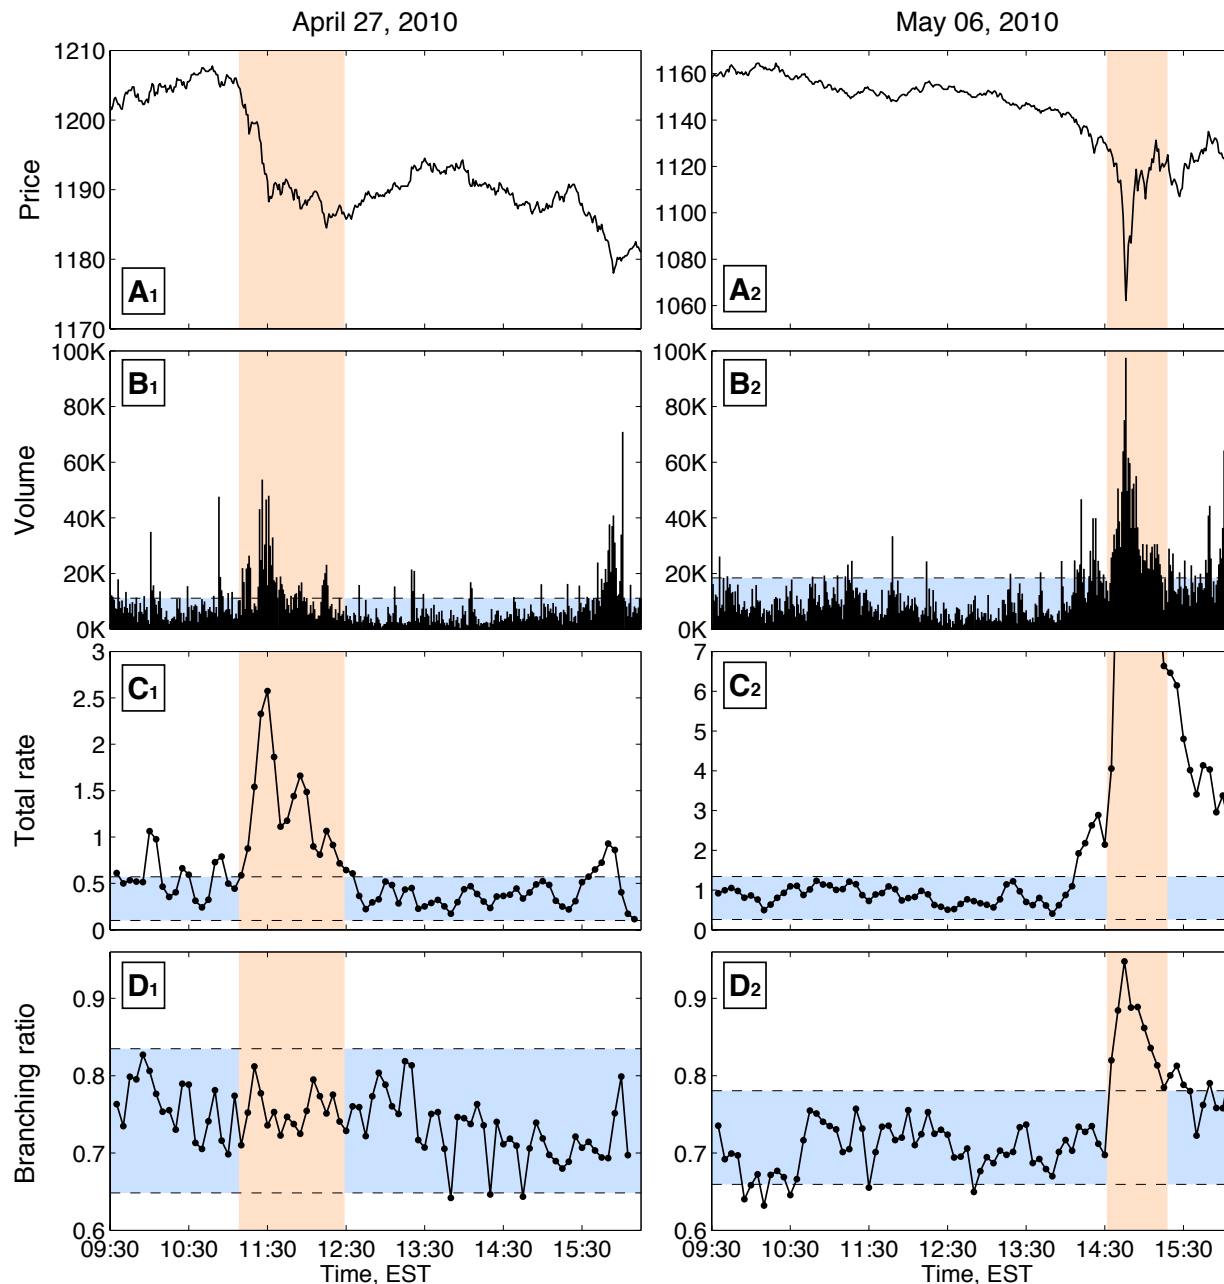 April 27, 2010
May 06, 2010
Price
1210
1200
1190
1180
1170
A1
1160
1140
1120
1100
1080
1060
A2
Volume
100K
80K
60K
40K
20K
0K
B1
100K
80K
60K
40K
20K
0K
B2
Total rate
3
2.5
2
1.5
1
0.5
0
C1
7
6
5
4
3
2
1
0
C2
Branching ratio
0.9
0.8
0.7
0.6
D1
0.9
0.8
0.7
0.6
D2
09:30 10:30 11:30 12:30 13:30 14:30 15:30
09:30 10:30 11:30 12:30 13:30 14:30 15:30
Time, EST
Time, EST